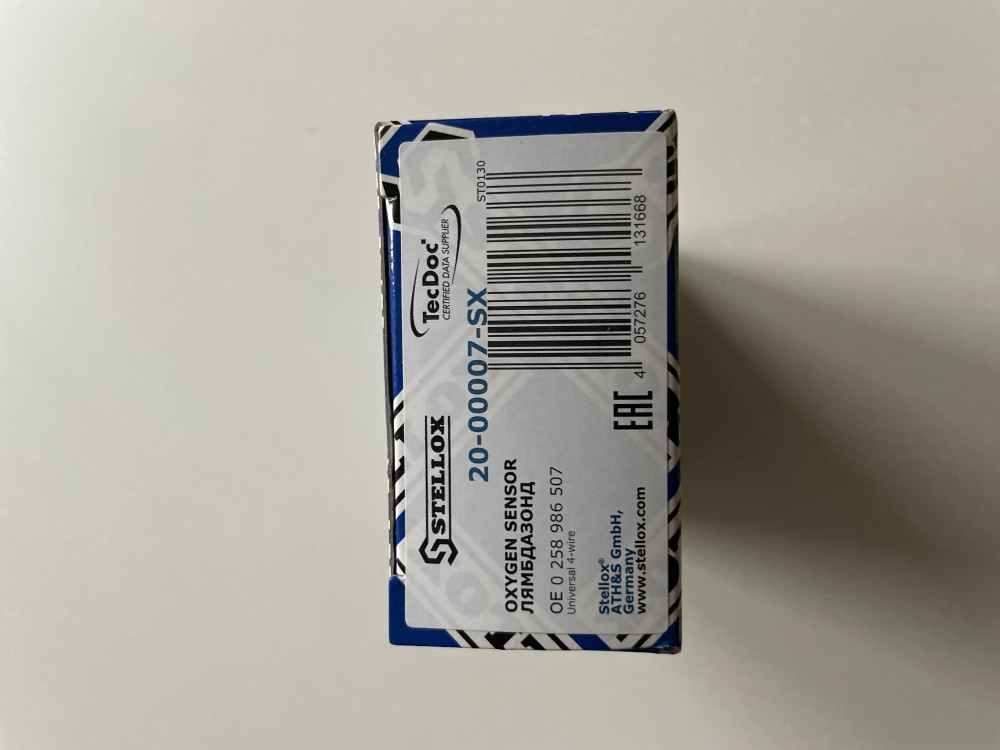 STELLOX
TecDoc
CERTIFIED DATA SUPPLIER
20-00007-SX
ST0130
OXYGEN SENSOR
ЛЯМБДАЗОНД
OE 0 258 986 507
Universal 4-wire
Stellox®
ATH&S GmbH,
Germany
www.stellox.com
EAC
4 057276 131668